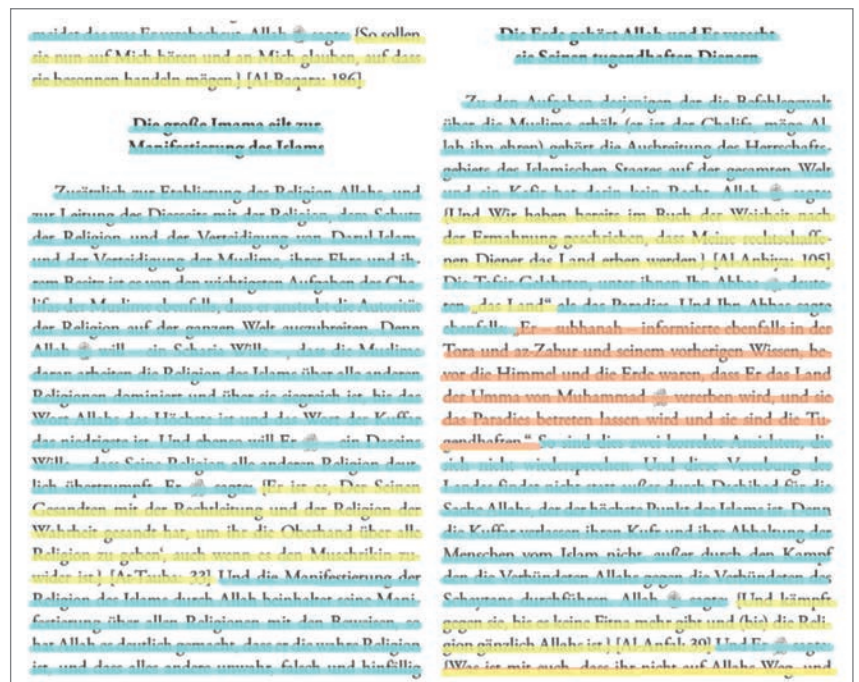 meidet das was Er verboten hat. Allah sagte: {So sollen
sie nun auf Mich hören und an Mich glauben, auf dass
sie besonnen handeln mögen.} [Al-Baqara: 186]
Die große Imama eilt zur
Manifestierung des Islams
Zusätzlich zur Etablierung der Religion Allahs, und
zur Leitung des Diesseits mit der Religion, dem Schutz
der Religion und der Verteidigung von Darul-Islam,
und der Verteidigung der Muslime, ihrer Ehre und ih-
rem Besitz ist es von den wichtigsten Aufgaben des Cha-
lifas der Muslime ebenfalls, dass er anstrebt die Autorität
der Religion auf der ganzen Welt auszubreiten. Denn
Allah will – ein Scharia-Wille –, dass die Muslime
daran arbeiten die Religion des Islams über alle anderen
Religionen dominiert und über sie siegreich ist, bis das
Wort Allahs das Höchste ist und das Wort der Kuffar
das niedrigste ist. Und ebenso will Er – ein Daseins-
Wille – dass Seine Religion alle anderen Religion deut-
lich übertrumpft. Er sagte: {Er ist es, Der Seinen
Gesandten mit der Rechtleitung und der Religion der
Wahrheit gesandt hat, um ihr die Oberhand über alle
Religion zu geben', auch wenn es den Muschrikin zu-
wider ist.} [At-Tauba: 33] Und die Manifestierung der
Religion des Islams durch Allah beinhaltet seine Mani-
festierung über allen Religionen mit den Beweisen, so
hat Allah es deutlich gemacht, dass er die wahre Religion
ist, und dass alles andere unwahr, falsch und hinfällig
Die Erde gehört Allah und Er vererbt
sie Seinen tugendhaften Dienern
Zu den Aufgaben derjenigen der die Befehlsgewalt
über die Muslime erhält (er ist der Chalifa, möge Al-
lah ihn ehren) gehört die Ausbreitung des Herrschafts-
gebiets des Islamischen Staates auf der gesamten Welt
und ein Kafir hat darin kein Recht. Allah sagte:
{Und Wir haben bereits im Buch der Weisheit nach
der Ermahnung geschrieben, dass Meine rechtschaffe-
nen Diener das Land erben werden.} [Al-Anbiya: 105]
Die Tafsir-Gelehrten, unter ihnen Ibn Abbas deute-
ten „das Land“ als das Paradies. Und Ibn Abbas sagte
ebenfalls: „Er – subhanah – informierte ebenfalls in der
Tora und az-Zabur und seinem vorherigen Wissen, be-
vor die Himmel und die Erde waren, dass Er das Land
der Umma von Muhammad vererben wird, und sie
das Paradies betreten lassen wird und sie sind die Tu-
gendhaften.“ So sind dies zwei korrekte Ansichten, die
sich nicht wiedersprechen. Und diese Vererbung des
Landes findet nicht statt außer durch Dschihad für die
Sache Allahs, der der höchste Punkt des Islams ist. Denn
die Kuffar verlassen ihren Kufr und ihre Abhaltung der
Menschen vom Islam nicht, außer durch den Kampf
den die Verbündeten Allahs gegen die Verbündeten des
Schaytans durchführen. Allah sagte: {Und kämpft
gegen sie, bis es keine Fitna mehr gibt und (bis) die Reli-
gion gänzlich Allahs ist.} [Al-Anfal: 39] Und Er sagte:
{Was ist mit euch, dass ihr nicht auf Allahs Weg, und